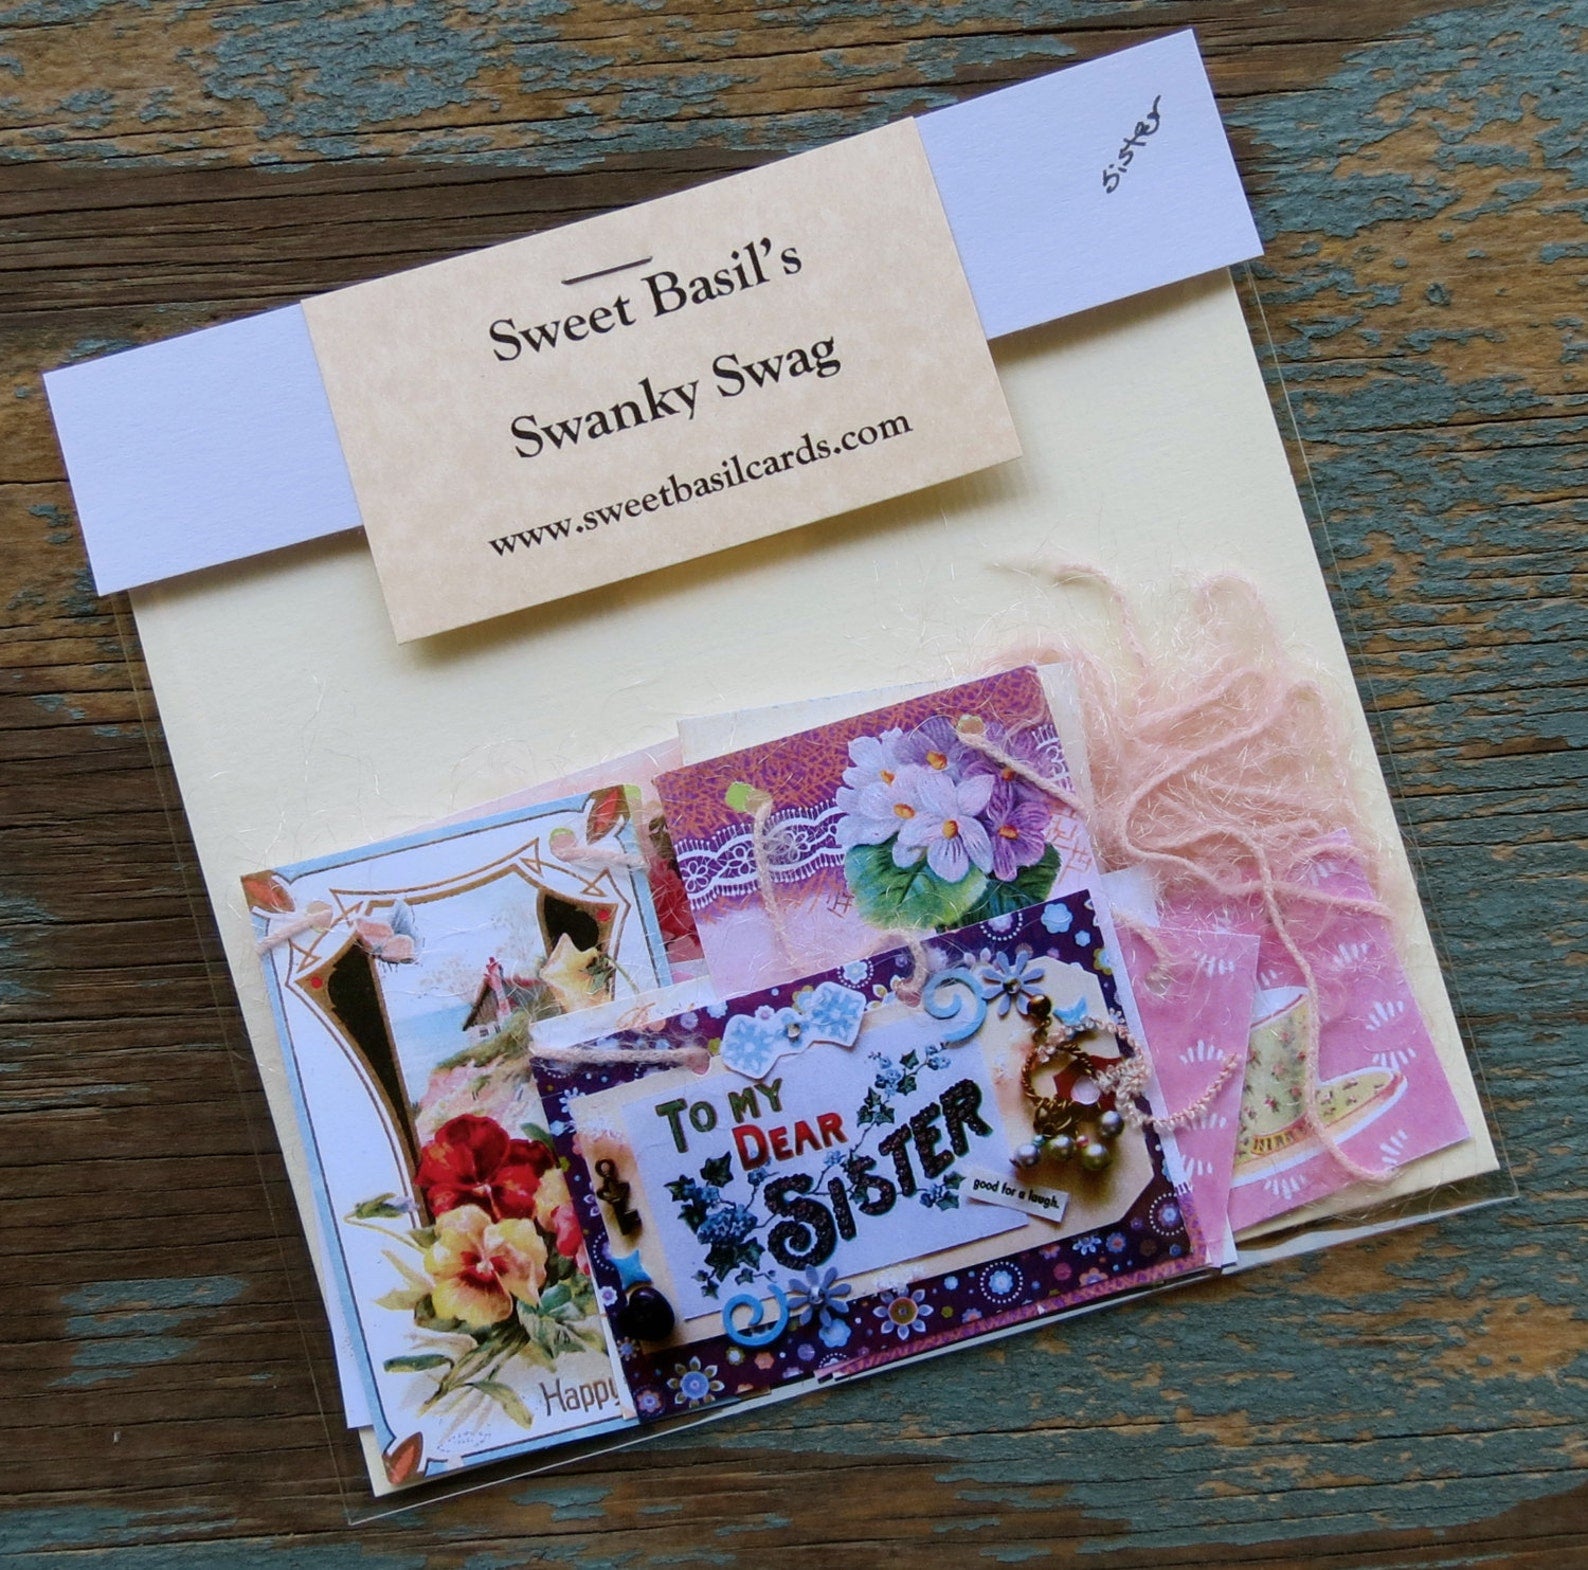 sister
Sweet Basil's
Swanky Swag
www.sweetbasilcards.com
TO MY
DEAR
SISTER
good for a laugh.
Happy